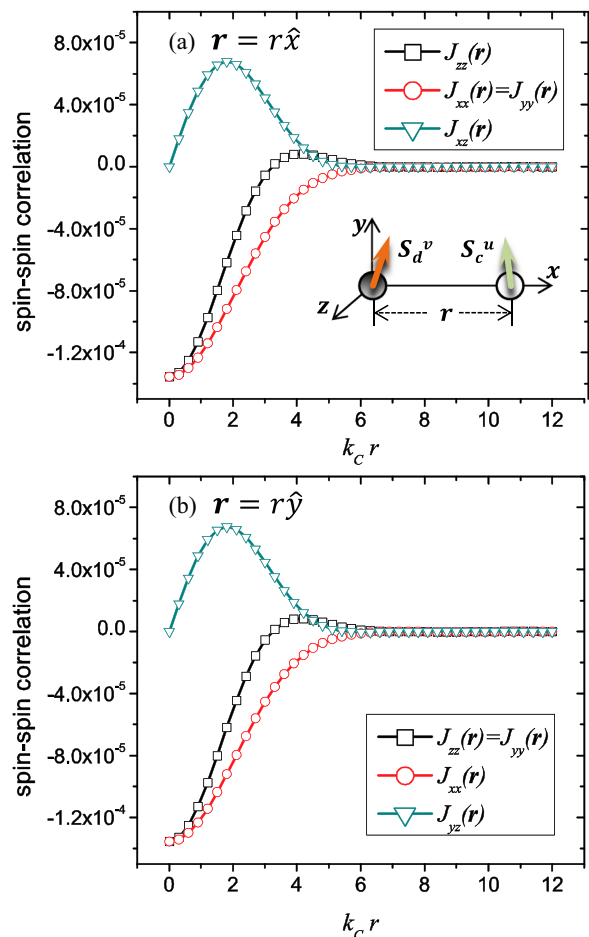 (a) 𝒓 = 𝑟x̂
spin-spin correlation
8.0x10⁻⁵
4.0x10⁻⁵
0.0
-4.0x10⁻⁵
-8.0x10⁻⁵
-1.2x10⁻⁴
J_zz(r)
J_xx(r)=J_yy(r)
J_xz(r)
y
S_d^v
S_c^u
x
z
r
0 2 4 6 8 10 12
k_C r
(b) 𝒓 = 𝑟ŷ
spin-spin correlation
8.0x10⁻⁵
4.0x10⁻⁵
0.0
-4.0x10⁻⁵
-8.0x10⁻⁵
-1.2x10⁻⁴
J_zz(r)=J_yy(r)
J_xx(r)
J_yz(r)
0 2 4 6 8 10 12
k_C r